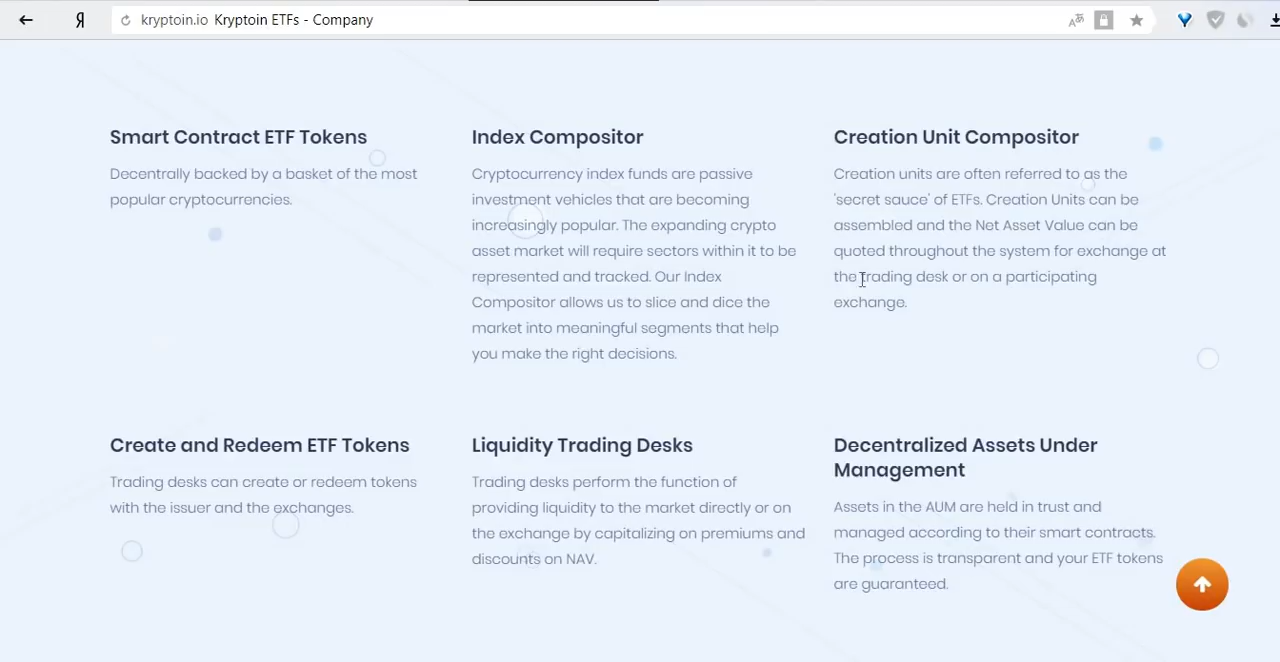 Я kryptoin.io Kryptoin ETFs - Company
Smart Contract ETF Tokens
Decentrally backed by a basket of the most
popular cryptocurrencies.
Index Compositor
Cryptocurrency index funds are passive
investment vehicles that are becoming
increasingly popular. The expanding crypto
asset market will require sectors within it to be
represented and tracked. Our Index
Compositor allows us to slice and dice the
market into meaningful segments that help
you make the right decisions.
Creation Unit Compositor
Creation units are often referred to as the
'secret sauce' of ETFs. Creation Units can be
assembled and the Net Asset Value can be
quoted throughout the system for exchange at
the trading desk or on a participating
exchange.
Create and Redeem ETF Tokens
Trading desks can create or redeem tokens
with the issuer and the exchanges.
Liquidity Trading Desks
Trading desks perform the function of
providing liquidity to the market directly or on
the exchange by capitalizing on premiums and
discounts on NAV.
Decentralized Assets Under
Management
Assets in the AUM are held in trust and
managed according to their smart contracts.
The process is transparent and your ETF tokens
are guaranteed.